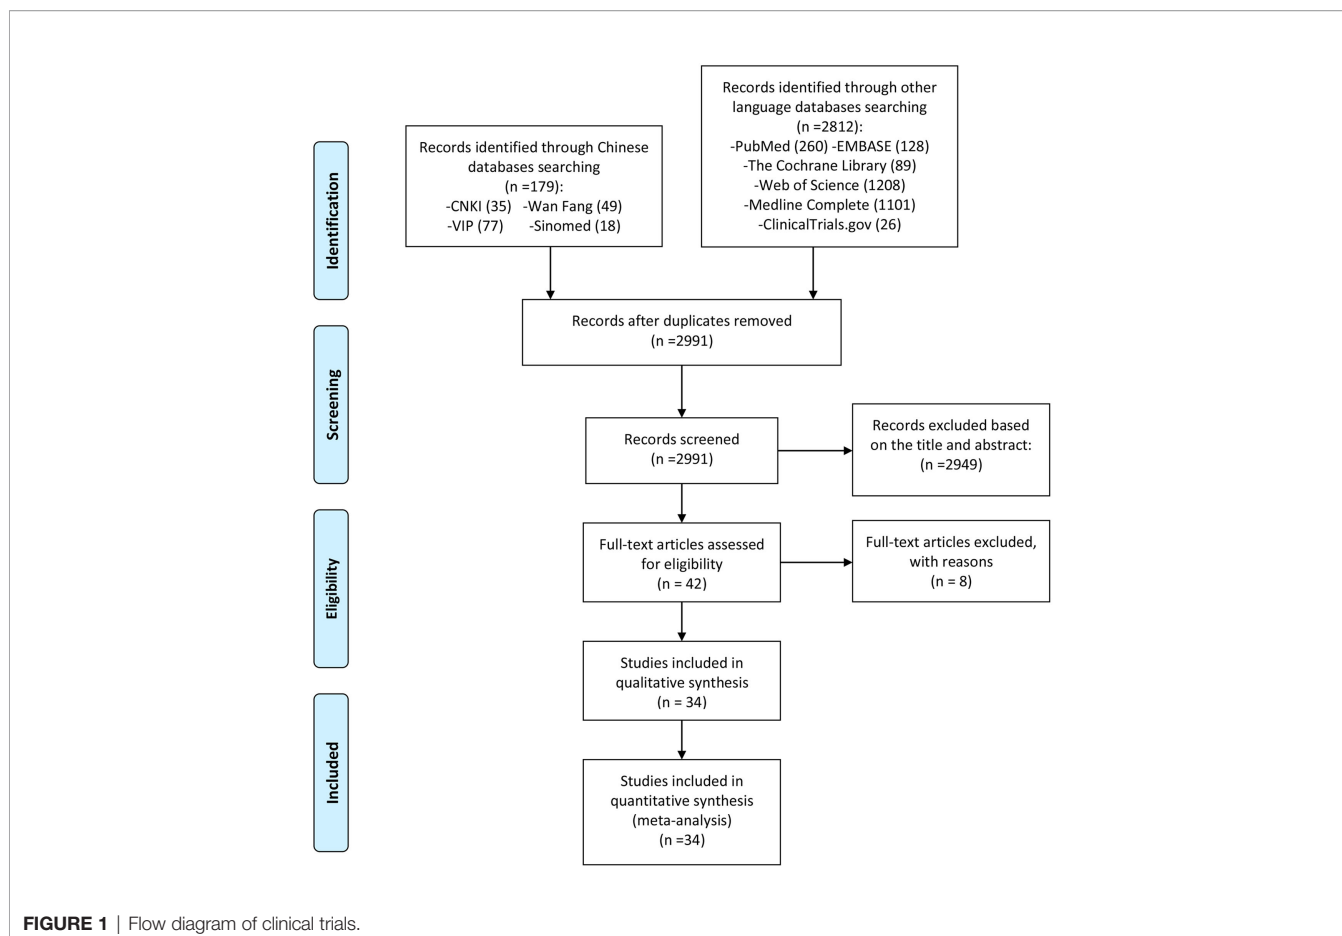 Identification
Records identified through Chinese
databases searching
(n =179):
-CNKI (35) -Wan Fang (49)
-VIP (77) -Sinomed (18)
Records identified through other
language databases searching
(n =2812):
-PubMed (260) -EMBASE (128)
-The Cochrane Library (89)
-Web of Science (1208)
-Medline Complete (1101)
-ClinicalTrials.gov (26)
Records after duplicates removed
(n =2991)
Screening
Records screened
(n =2991)
Records excluded based
on the title and abstract:
(n =2949)
Eligibility
Full-text articles assessed
for eligibility
(n = 42)
Full-text articles excluded,
with reasons
(n = 8)
Studies included in
qualitative synthesis
(n = 34)
Included
Studies included in
quantitative synthesis
(meta-analysis)
(n =34)
FIGURE 1 | Flow diagram of clinical trials.